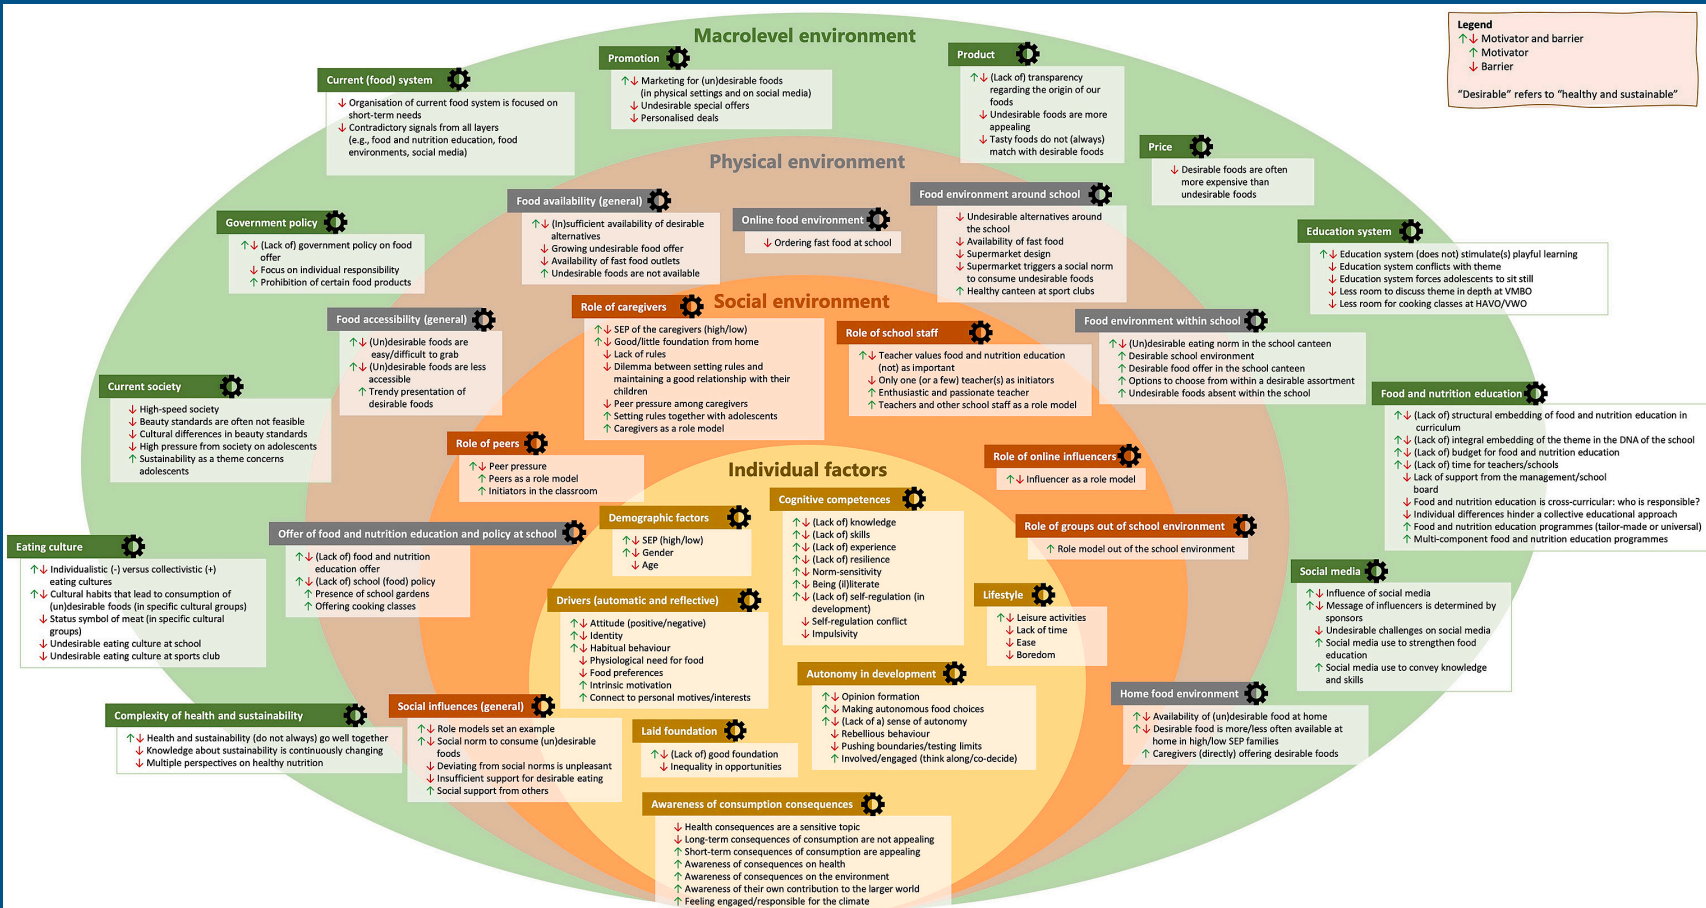 Macrolevel environment
Legend
↑↓ Motivator and barrier
↑ Motivator
↓ Barrier
"Desirable" refers to "healthy and sustainable"
Current (food) system
↓ Organisation of current food system is focused on
short-term needs
↓ Contradictory signals from all layers
(e.g., food and nutrition education, food
environments, social media)
Promotion
↑↓ Marketing for (un)desirable foods
(in physical settings and on social media)
↓ Undesirable special offers
↓ Personalised deals
Product
↑↓ (Lack of) transparency
regarding the origin of our
foods
↓ Undesirable foods are more
appealing
↓ Tasty foods do not (always)
match with desirable foods
Price
↓ Desirable foods are often
more expensive than
undesirable foods
Physical environment
Government policy
↑↓ (Lack of) government policy on food
offer
↓ Focus on individual responsibility
↑ Prohibition of certain food products
Food availability (general)
↑↓ (In)sufficient availability of desirable
alternatives
↓ Growing undesirable food offer
↓ Availability of fast food outlets
↑ Undesirable foods are not available
Online food environment
↓ Ordering fast food at school
Food environment around school
↓ Undesirable alternatives around
the school
↓ Availability of fast food
↓ Supermarket design
↓ Supermarket triggers a social norm
to consume undesirable foods
↑ Healthy canteen at sport clubs
Education system
↑↓ Education system (does not) stimulate(s) playful learning
↓ Education system conflicts with theme
↓ Education system forces adolescents to sit still
↓ Less room to discuss theme in depth at VMBO
↓ Less room for cooking classes at HAVO/VWO
Social environment
Food accessibility (general)
↑↓ (Un)desirable foods are
easy/difficult to grab
↑↓ (Un)desirable foods are less
accessible
↑ Trendy presentation of
desirable foods
Role of caregivers
↑↓ SEP of the caregivers (high/low)
↑↓ Good/little foundation from home
↓ Lack of rules
↓ Dilemma between setting rules and
maintaining a good relationship with their
children
↓ Peer pressure among caregivers
↑ Setting rules together with adolescents
↑ Caregivers as a role model
Role of school staff
↑↓ Teacher values food and nutrition education
(not) as important
↓ Only one (or a few) teacher(s) as initiators
↑ Enthusiastic and passionate teacher
↑ Teachers and other school staff as a role model
Food environment within school
↑↓ (Un)desirable eating norm in the school canteen
↑ Desirable school environment
↑ Desirable food offer in the school canteen
↑ Options to choose from within a desirable assortment
↑ Undesirable foods absent within the school
Current society
↓ High-speed society
↓ Beauty standards are often not feasible
↓ Cultural differences in beauty standards
↓ High pressure from society on adolescents
↑ Sustainability as a theme concerns
adolescents
Food and nutrition education
↑↓ (Lack of) structural embedding of food and nutrition education in
curriculum
↑↓ (Lack of) integral embedding of the theme in the DNA of the school
↑↓ (Lack of) budget for food and nutrition education
↑↓ (Lack of) time for teachers/schools
↓ Lack of support from the management/school
board
↓ Food and nutrition education is cross-curricular: who is responsible?
↓ Individual differences hinder a collective educational approach
↑ Food and nutrition education programmes (tailor-made or universal)
↑ Multi-component food and nutrition education programmes
Role of peers
↑↓ Peer pressure
↑ Peers as a role model
↑ Initiators in the classroom
Individual factors
Role of online influencers
↑↓ Influencer as a role model
Cognitive competences
↑↓ (Lack of) knowledge
↑↓ (Lack of) skills
↑↓ (Lack of) experience
↑↓ (Lack of) resilience
↑↓ Norm-sensitivity
↑↓ Being (il)literate
↑↓ (Lack of) self-regulation (in
development)
↓ Self-regulation conflict
↓ Impulsivity
Demographic factors
↑↓ SEP (high/low)
↑↓ Gender
↓ Age
Role of groups out of school environment
↑ Role model out of the school environment
Offer of food and nutrition education and policy at school
↑↓ (Lack of) food and nutrition
education offer
↑↓ (Lack of) school (food) policy
↑ Presence of school gardens
↑ Offering cooking classes
Eating culture
↑↓ Individualistic (-) versus collectivistic (+)
eating cultures
↑↓ Cultural habits that lead to consumption of
(un)desirable foods (in specific cultural groups)
↓ Status symbol of meat (in specific cultural
groups)
↓ Undesirable eating culture at school
↓ Undesirable eating culture at sports club
Social media
↑↓ Influence of social media
↑↓ Message of influencers is determined by
sponsors
↓ Undesirable challenges on social media
↑ Social media use to strengthen food
education
↑ Social media use to convey knowledge
and skills
Drivers (automatic and reflective)
↑↓ Attitude (positive/negative)
↑↓ Identity
↑↓ Habitual behaviour
↓ Physiological need for food
↓ Food preferences
↑ Intrinsic motivation
↑ Connect to personal motives/interests
Lifestyle
↑↓ Leisure activities
↓ Lack of time
↓ Ease
↓ Boredom
Autonomy in development
↑↓ Opinion formation
↑↓ Making autonomous food choices
↑↓ (Lack of a) sense of autonomy
↓ Rebellious behaviour
↓ Pushing boundaries/testing limits
↑ Involved/engaged (think along/co-decide)
Home food environment
↑↓ Availability of (un)desirable food at home
↑↓ Desirable food is more/less often available at
home in high/low SEP families
↑ Caregivers (directly) offering desirable foods
Complexity of health and sustainability
↑↓ Health and sustainability (do not always) go well together
↓ Knowledge about sustainability is continuously changing
↓ Multiple perspectives on healthy nutrition
Social influences (general)
↑↓ Role models set an example
↑↓ Social norm to consume (un)desirable
foods
↓ Deviating from social norms is unpleasant
↓ Insufficient support for desirable eating
↑ Social support from others
Laid foundation
↑↓ (Lack of) good foundation
↓ Inequality in opportunities
Awareness of consumption consequences
↓ Health consequences are a sensitive topic
↓ Long-term consequences of consumption are not appealing
↑ Short-term consequences of consumption are appealing
↑ Awareness of consequences on health
↑ Awareness of consequences on the environment
↑ Awareness of their own contribution to the larger world
↑ Feeling engaged/responsible for the climate